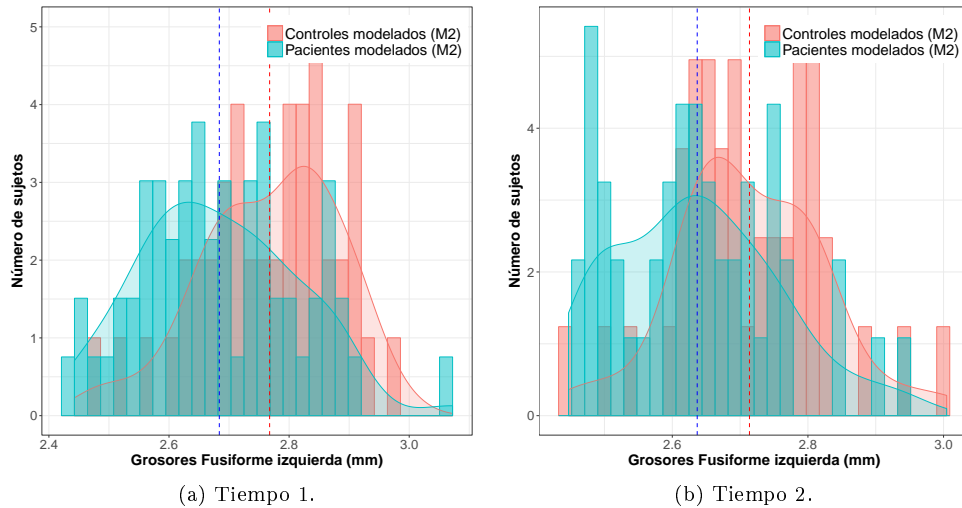 Controles modelados (M2)
Pacientes modelados (M2)
Número de sujetos
5
4
3
2
1
0
2.4
2.6
2.8
3.0
Grosores Fusiforme izquierda (mm)
(a) Tiempo 1.
Controles modelados (M2)
Pacientes modelados (M2)
Número de sujetos
4
2
0
2.6
2.8
3.0
Grosores Fusiforme izquierda (mm)
(b) Tiempo 2.